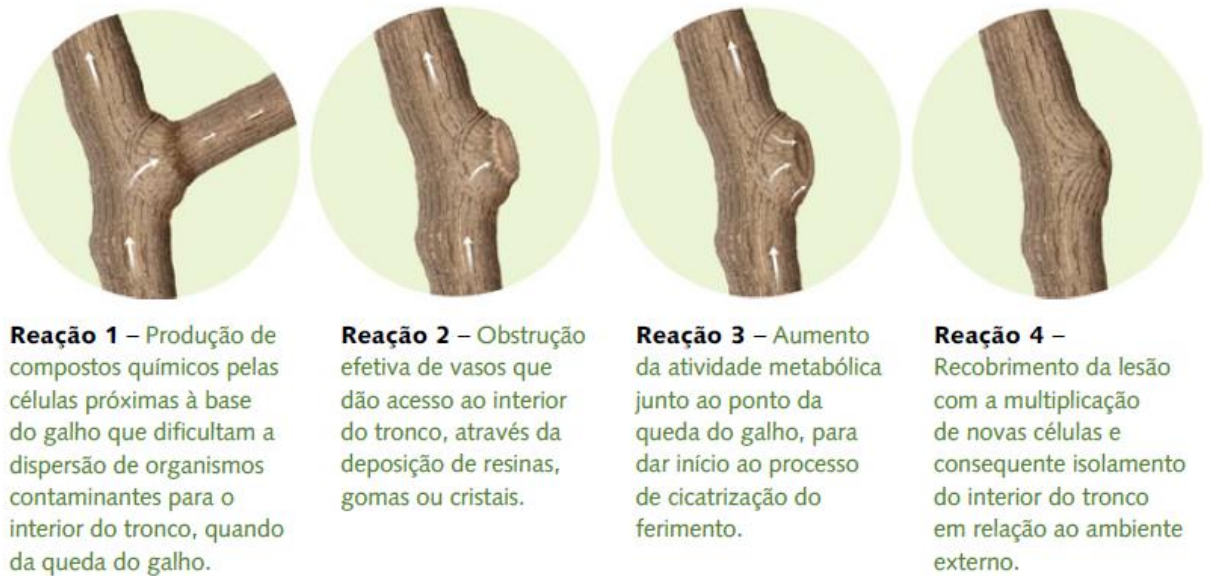 Reação 1 – Produção de
compostos químicos pelas
células próximas à base
do galho que dificultam a
dispersão de organismos
contaminantes para o
interior do tronco, quando
da queda do galho.
Reação 2 – Obstrução
efetiva de vasos que
dão acesso ao interior
do tronco, através da
deposição de resinas,
gomas ou cristais.
Reação 3 – Aumento
da atividade metabólica
junto ao ponto da
queda do galho, para
dar início ao processo
de cicatrização do
ferimento.
Reação 4 –
Recobrimento da lesão
com a multiplicação
de novas células e
consequente isolamento
do interior do tronco
em relação ao ambiente
externo.